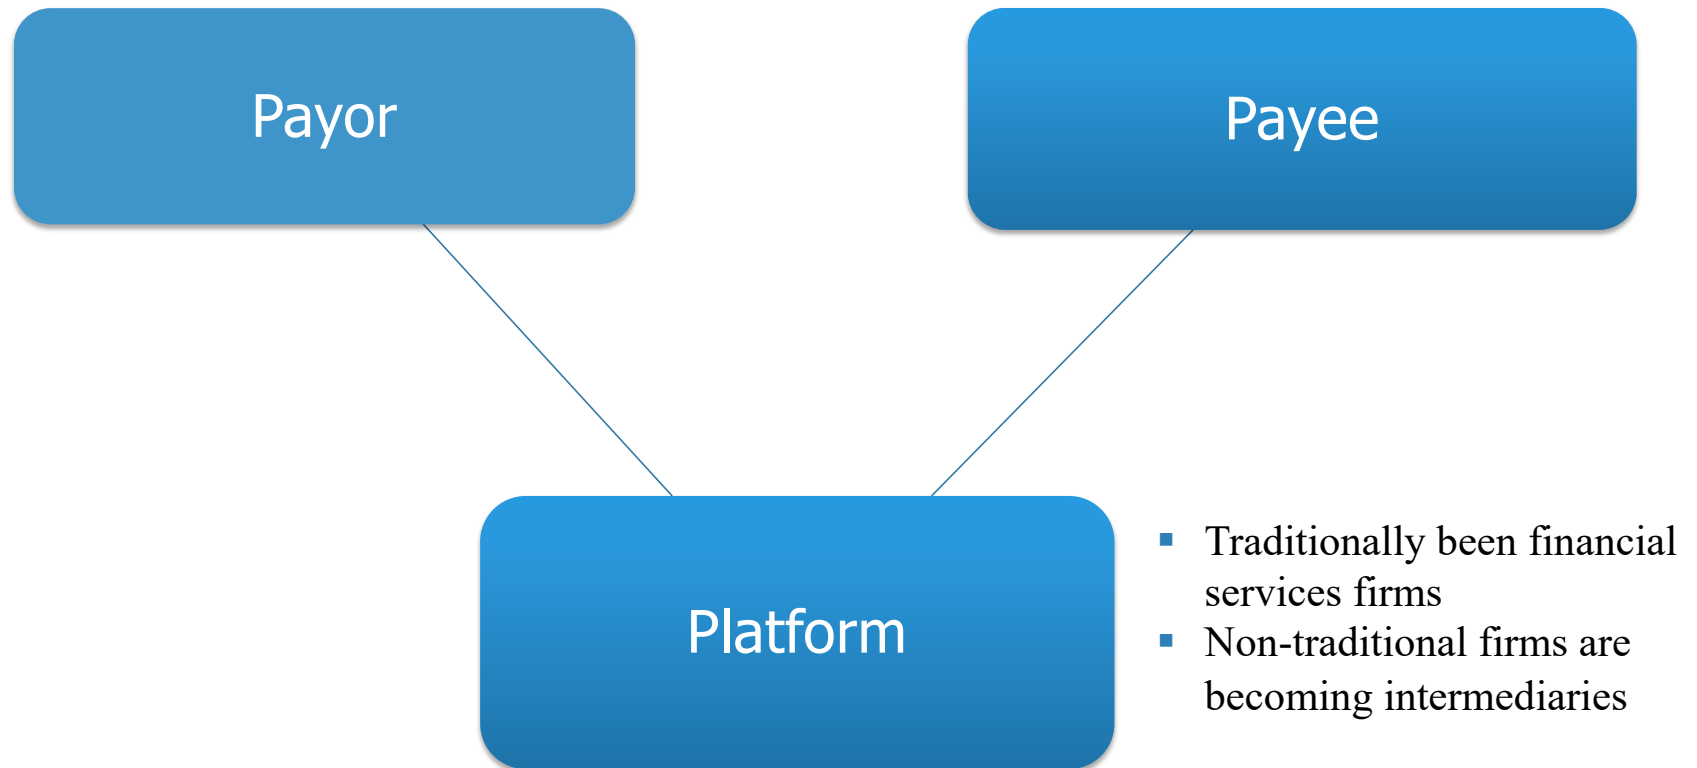 Payor
Payee
Platform
▪ Traditionally been financial
services firms
▪ Non-traditional firms are
becoming intermediaries